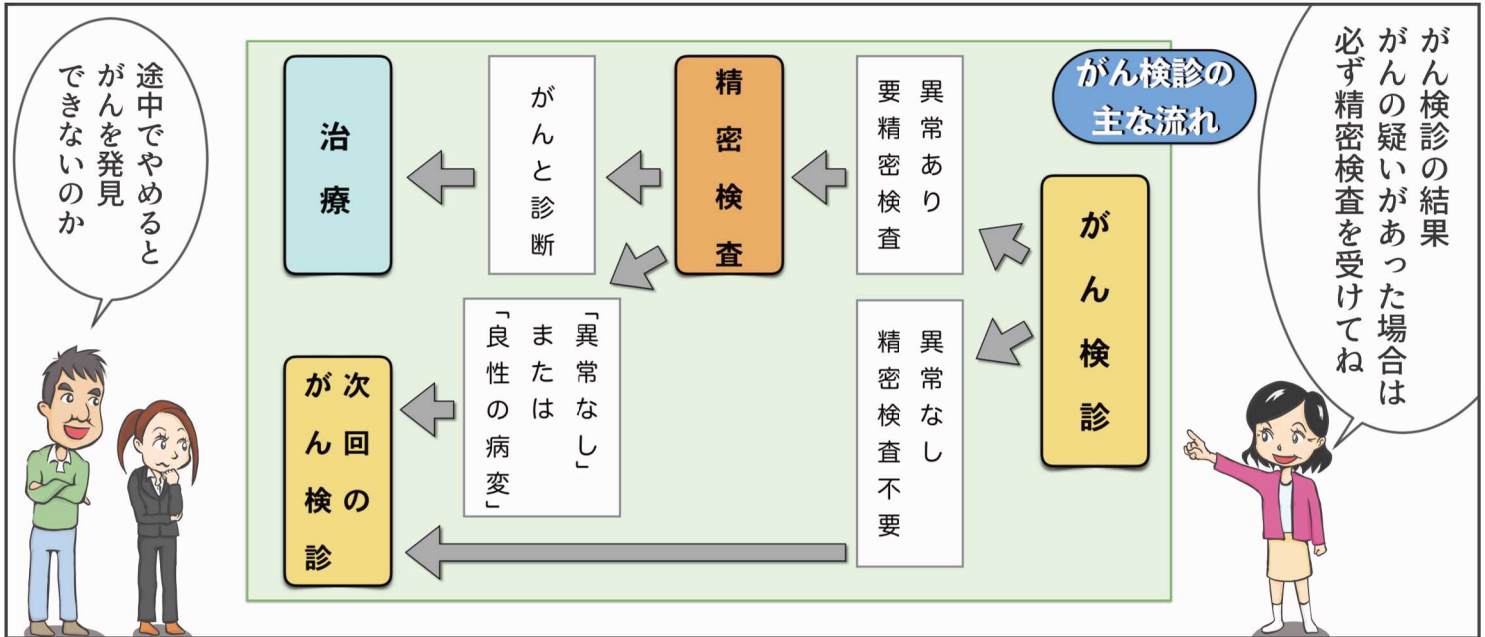 がん検診の結果
がんの疑いがあった場合は
必ず精密検査を受けてね
がん検診の
主な流れ
がん検診
異常あり
要精密検査
異常なし
精密検査不要
精密検査
がんと診断
「異常なし」
または
「良性の病変」
治療
次回の
がん検診
途中でやめると
がんを発見
できないのか